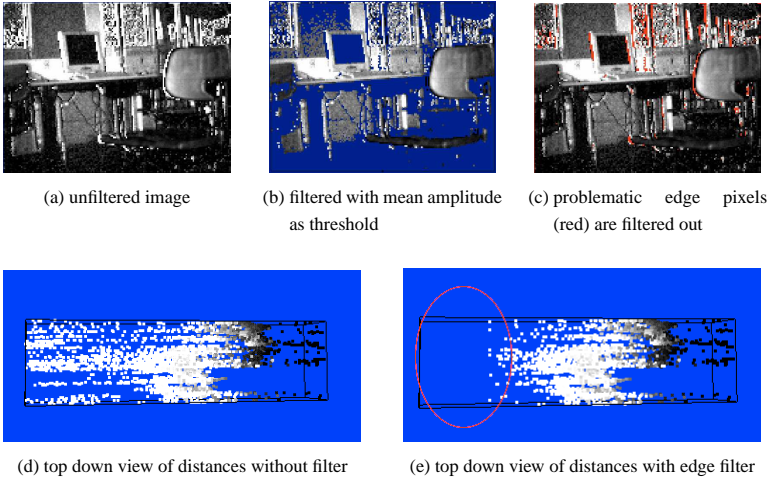 (a) unfiltered image
(b) filtered with mean amplitude
as threshold
(c) problematic edge pixels
(red) are filtered out
(d) top down view of distances without filter
(e) top down view of distances with edge filter